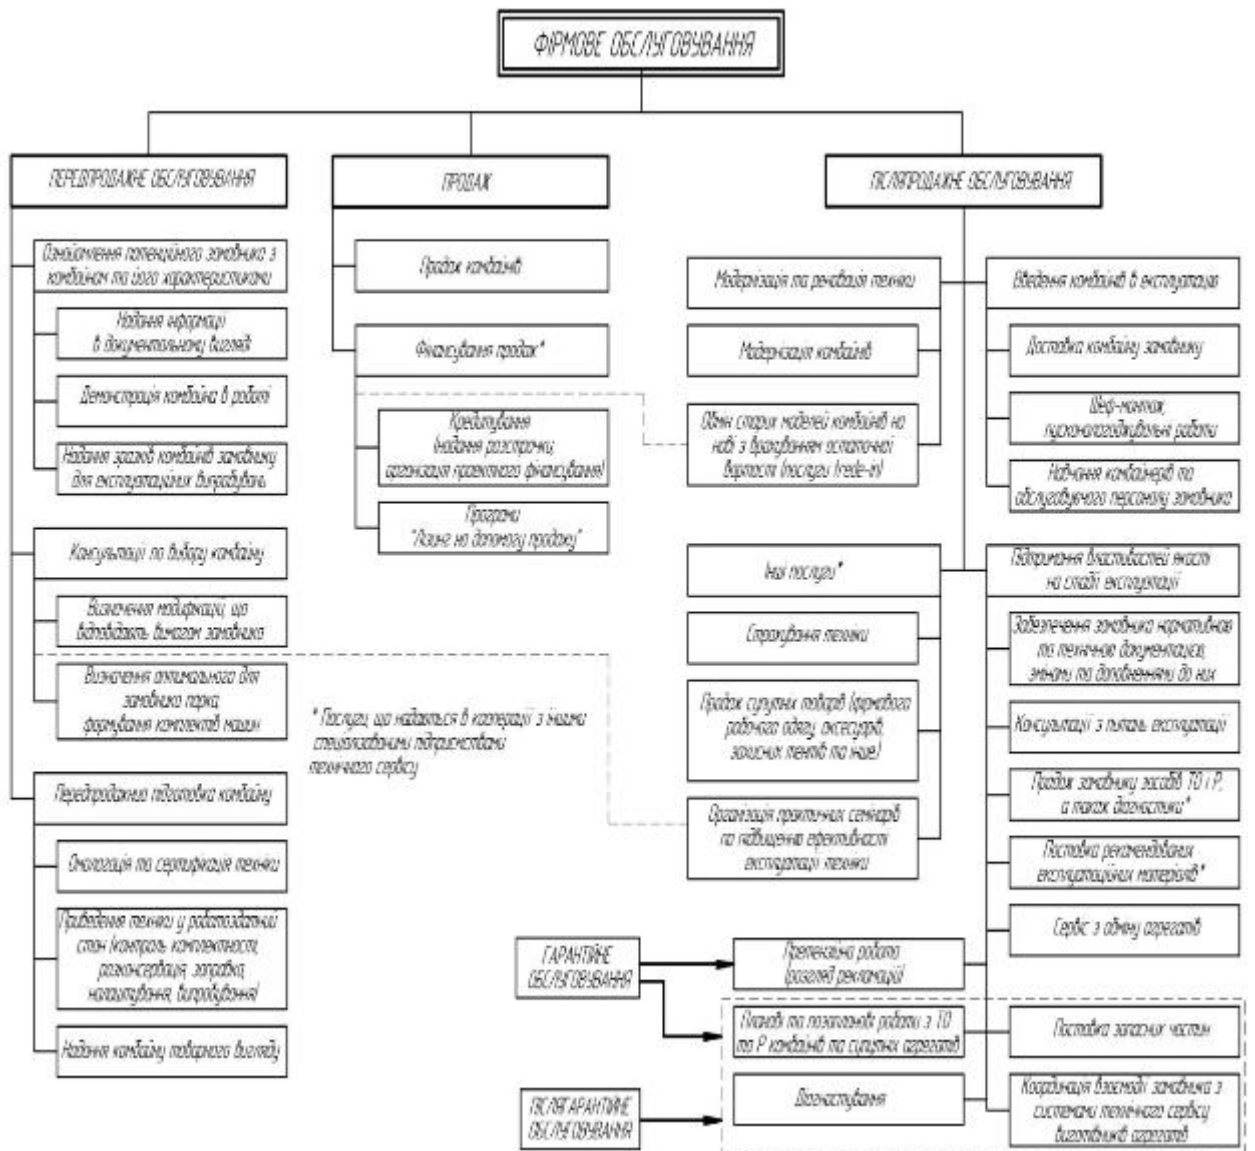 ФІРМОВЕ ОБСЛУГОВУВАННЯ
ПЕРЕДПРОДАЖНЕ ОБСЛУГОВУВАННЯ
Ознайомлення потенційного замовника з
комбайном та його характеристиками
Надання інформації
в документальному вигляді
Демонстрація комбайна в роботі
Надання зразків комбайнів замовнику
для експлуатаційних випробувань
Консультації по вибору комбайну
Визначення модифікацій, що
відповідають вимогам замовника
Визначення оптимального для
замовника парка,
формування комплектів машин
Передпродажна підготовка комбайну
Омологація та сертифікація техніки
Приведення техніки у работоздатний
стан (контроль комплектності,
розконсервація, заправка,
налаштування, випробування)
Надання комбайну товарного вигляду
ПРОДАЖ
Продаж комбайнів
Фінансування продаж*
Кредитування
(надання розстрочки,
організація проектного фінансування)
Програми
"Лізинг на допомогу продажу"
* Послуги, що надаються в кооперації з іншими
спеціалізованими підприємствами
технічного сервісу
ПІСЛЯПРОДАЖНЕ ОБСЛУГОВУВАННЯ
Модернізація та реновація техніки
Модернізація комбайнів
Обмін старих моделей комбайнів на
нові з врахуванням остаточної
вартості (послуги trede-in)
Інші послуги*
Страхування техніки
Продаж супутніх товарів (фірмового
робочого одягу, аксесуарів,
захисних тентів та інше)
Організація практичних семінарів
по підвищенню ефективності
експлуатації техніки
Введення комбайнів в експлуатацію
Доставка комбайну замовнику
Шеф-монтаж,
пусконалагоджувальні роботи
Навчання комбайнерів та
обслуговуючого персоналу замовника
Підтримання властивостей якості
на стадії експлуатації
Забезпечення замовника нормативною
та технічною документацією,
змінами та доповненнями до них
Консультації з питань експлуатації
Продаж замовнику засобів ТО і Р,
а також діагностики*
Поставка рекомендованих
експлуатаційних матеріалів*
Сервіс з обміну агрегатів
ГАРАНТІЙНЕ
ОБСЛУГОВУВАННЯ
Претензійна робота
(розгляд рекламацій)
Планові та позапланові роботи з ТО
та Р комбайнів та супутніх агрегатів
Поставка запасних частин
ПІСЛЯГАРАНТІЙНЕ
ОБСЛУГОВУВАННЯ
Діагностування
Координація взаємодії замовника з
системами технічного сервісу
виготівників агрегатів